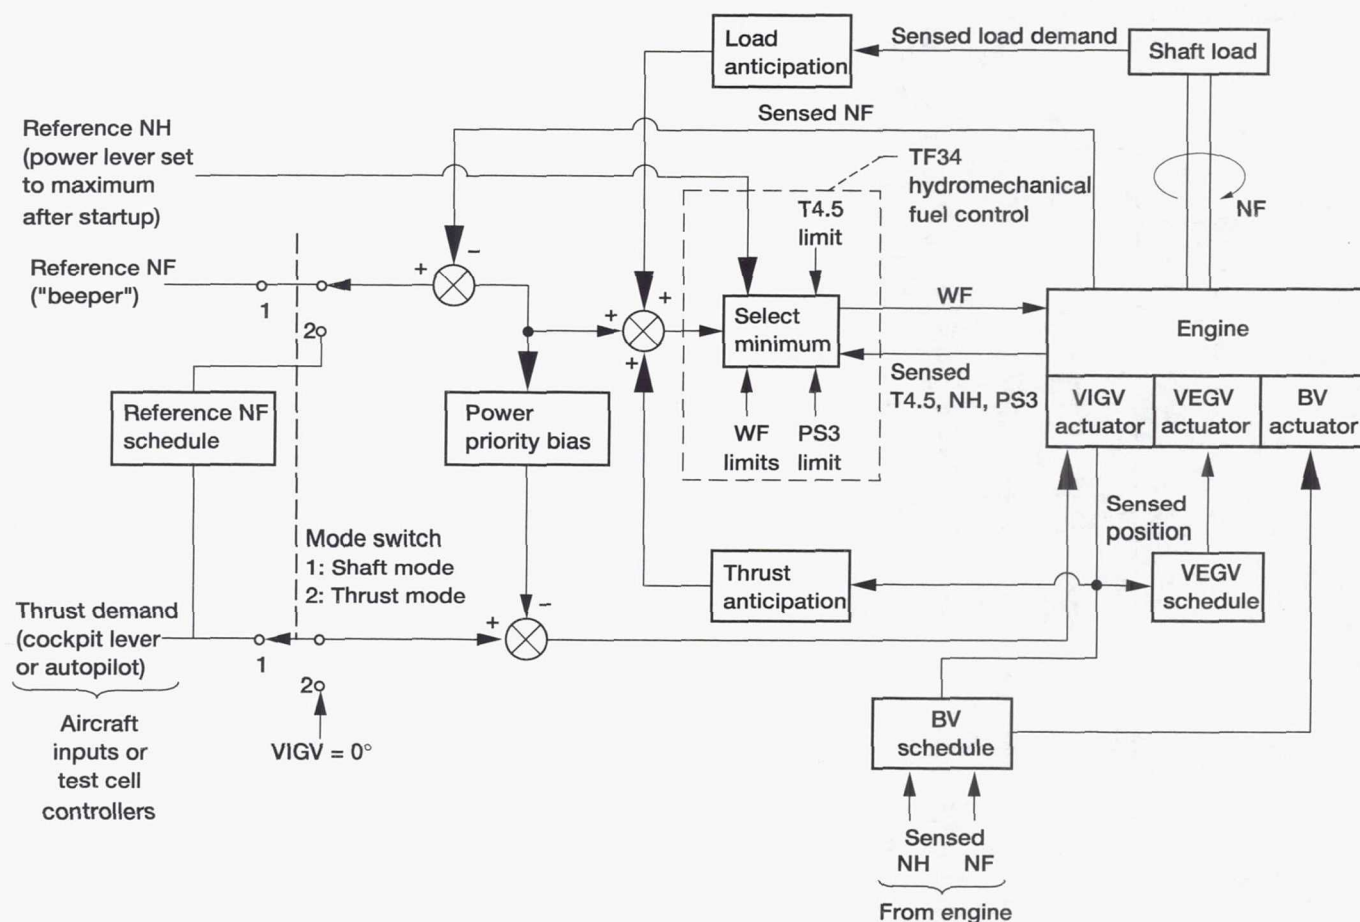 Load
anticipation
Sensed load demand
Shaft load
Sensed NF
Reference NH
(power lever set
to maximum
after startup)
TF34
hydromechanical
fuel control
NF
T4.5
limit
Reference NF
("beeper")
1
2
+
−
+
+
+
Select
minimum
WF
Engine
Sensed
T4.5, NH, PS3
VIGV
actuator
VEGV
actuator
BV
actuator
Reference NF
schedule
Power
priority bias
WF
limits
PS3
limit
Sensed
position
Mode switch
1: Shaft mode
2: Thrust mode
Thrust
anticipation
VEGV
schedule
Thrust demand
(cockpit lever
or autopilot)
1
2
+
−
VIGV = 0°
Aircraft
inputs or
test cell
controllers
BV
schedule
Sensed
NH NF
From engine